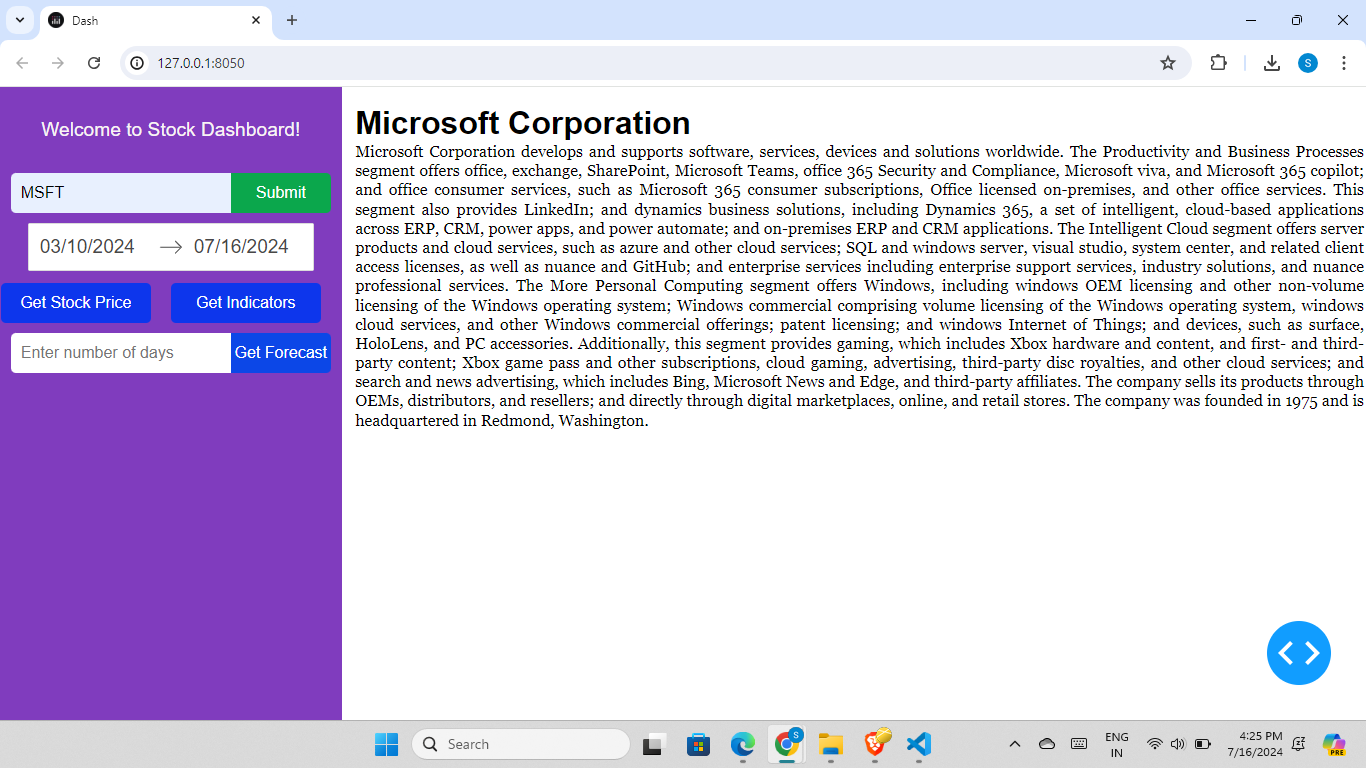 Dash
127.0.0.1:8050
S
Welcome to Stock Dashboard!
MSFT
Submit
03/10/2024
07/16/2024
Get Stock Price
Get Indicators
Enter number of days
Get Forecast
Microsoft Corporation
Microsoft Corporation develops and supports software, services, devices and solutions worldwide. The Productivity and Business Processes
segment offers office, exchange, SharePoint, Microsoft Teams, office 365 Security and Compliance, Microsoft viva, and Microsoft 365 copilot;
and office consumer services, such as Microsoft 365 consumer subscriptions, Office licensed on-premises, and other office services. This
segment also provides LinkedIn; and dynamics business solutions, including Dynamics 365, a set of intelligent, cloud-based applications
across ERP, CRM, power apps, and power automate; and on-premises ERP and CRM applications. The Intelligent Cloud segment offers server
products and cloud services, such as azure and other cloud services; SQL and windows server, visual studio, system center, and related client
access licenses, as well as nuance and GitHub; and enterprise services including enterprise support services, industry solutions, and nuance
professional services. The More Personal Computing segment offers Windows, including windows OEM licensing and other non-volume
licensing of the Windows operating system; Windows commercial comprising volume licensing of the Windows operating system, windows
cloud services, and other Windows commercial offerings; patent licensing; and windows Internet of Things; and devices, such as surface,
HoloLens, and PC accessories. Additionally, this segment provides gaming, which includes Xbox hardware and content, and first- and third-
party content; Xbox game pass and other subscriptions, cloud gaming, advertising, third-party disc royalties, and other cloud services; and
search and news advertising, which includes Bing, Microsoft News and Edge, and third-party affiliates. The company sells its products through
OEMs, distributors, and resellers; and directly through digital marketplaces, online, and retail stores. The company was founded in 1975 and is
headquartered in Redmond, Washington.
Search
S
ENG
IN
4:25 PM
7/16/2024
PRE